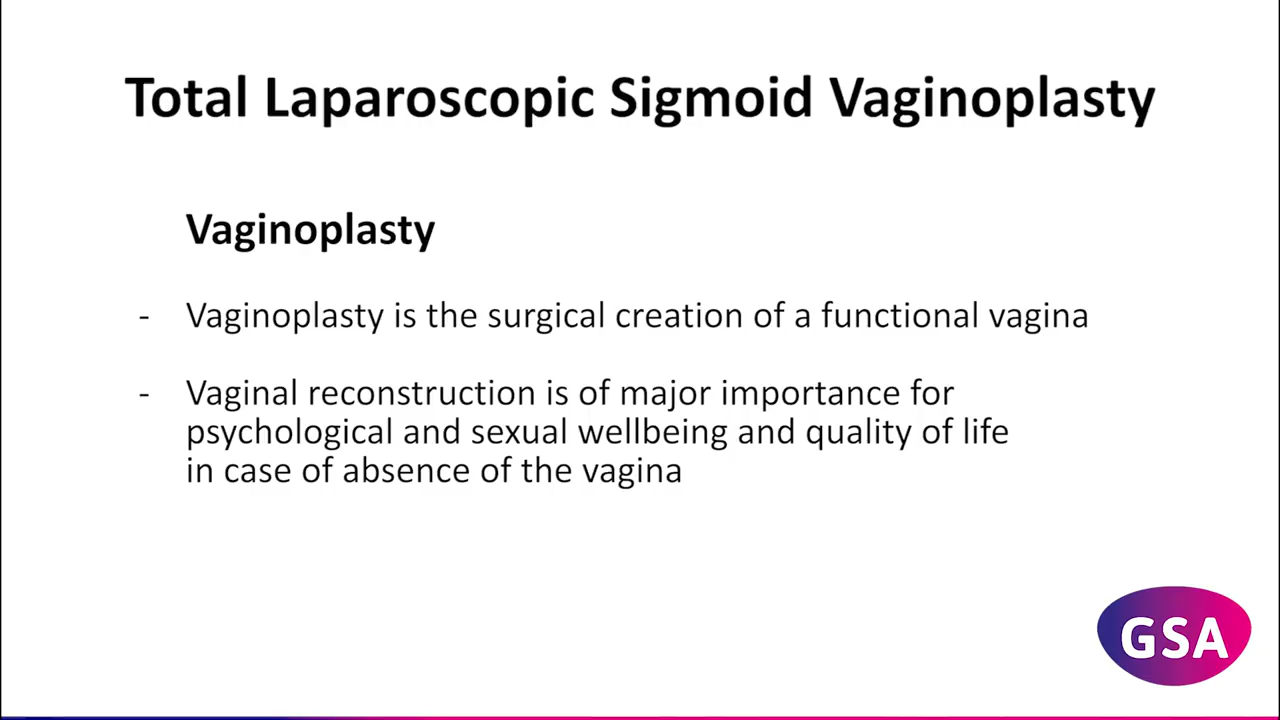 Total Laparoscopic Sigmoid Vaginoplasty
Vaginoplasty
- Vaginoplasty is the surgical creation of a functional vagina
- Vaginal reconstruction is of major importance for
psychological and sexual wellbeing and quality of life
in case of absence of the vagina
GSA